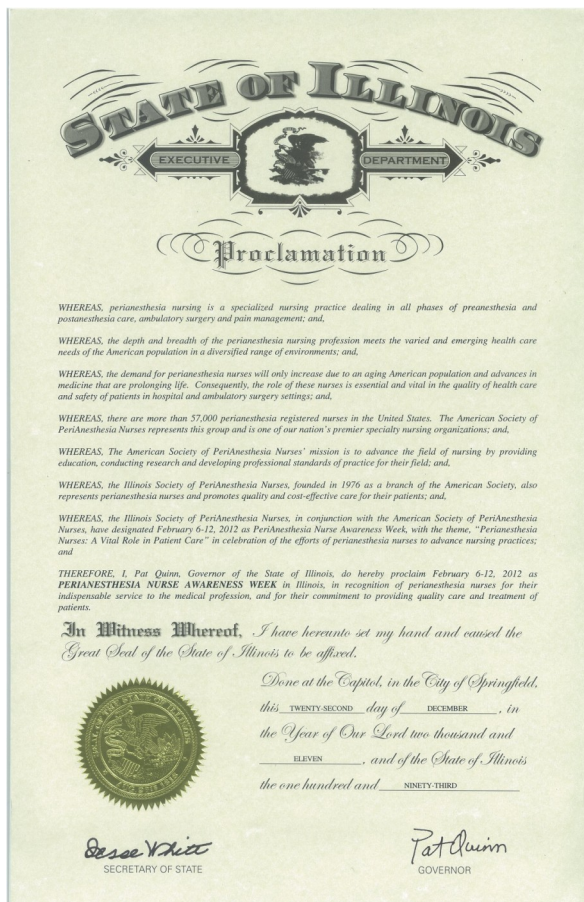 STATE OF ILLINOIS
EXECUTIVE DEPARTMENT
Proclamation
WHEREAS, perianesthesia nursing is a specialized nursing practice dealing in all phases of preanesthesia and
postanesthesia care, ambulatory surgery and pain management; and,
WHEREAS, the depth and breadth of the perianesthesia nursing profession meets the varied and emerging health care
needs of the American population in a diversified range of environments; and,
WHEREAS, the demand for perianesthesia nurses will only increase due to an aging American population and advances in
medicine that are prolonging life. Consequently, the role of these nurses is essential and vital in the quality of health care
and safety of patients in hospital and ambulatory surgery settings; and,
WHEREAS, there are more than 57,000 perianesthesia registered nurses in the United States. The American Society of
PeriAnesthesia Nurses represents this group and is one of our nation's premier specialty nursing organizations; and,
WHEREAS, The American Society of PeriAnesthesia Nurses' mission is to advance the field of nursing by providing
education, conducting research and developing professional standards of practice for their field; and,
WHEREAS, the Illinois Society of PeriAnesthesia Nurses, founded in 1976 as a branch of the American Society, also
represents perianesthesia nurses and promotes quality and cost-effective care for their patients; and,
WHEREAS, the Illinois Society of PeriAnesthesia Nurses, in conjunction with the American Society of PeriAnesthesia
Nurses, have designated February 6-12, 2012 as PeriAnesthesia Nurse Awareness Week, with the theme, "Perianesthesia
Nurses: A Vital Role in Patient Care" in celebration of the efforts of perianesthesia nurses to advance nursing practices;
and
THEREFORE, I, Pat Quinn, Governor of the State of Illinois, do hereby proclaim February 6-12, 2012 as
PERIANESTHESIA NURSE AWARENESS WEEK in Illinois, in recognition of perianesthesia nurses for their
indispensable service to the medical profession, and for their commitment to providing quality care and treatment of
patients.
In Witness Whereof, I have hereunto set my hand and caused the
Great Seal of the State of Illinois to be affixed.
Done at the Capitol, in the City of Springfield,
this TWENTY-SECOND day of DECEMBER, in
the Year of Our Lord two thousand and
ELEVEN, and of the State of Illinois
the one hundred and NINETY-THIRD
SEAL OF THE STATE OF ILLINOIS
AUG. 26TH 1818
Jesse White
SECRETARY OF STATE
Pat Quinn
GOVERNOR